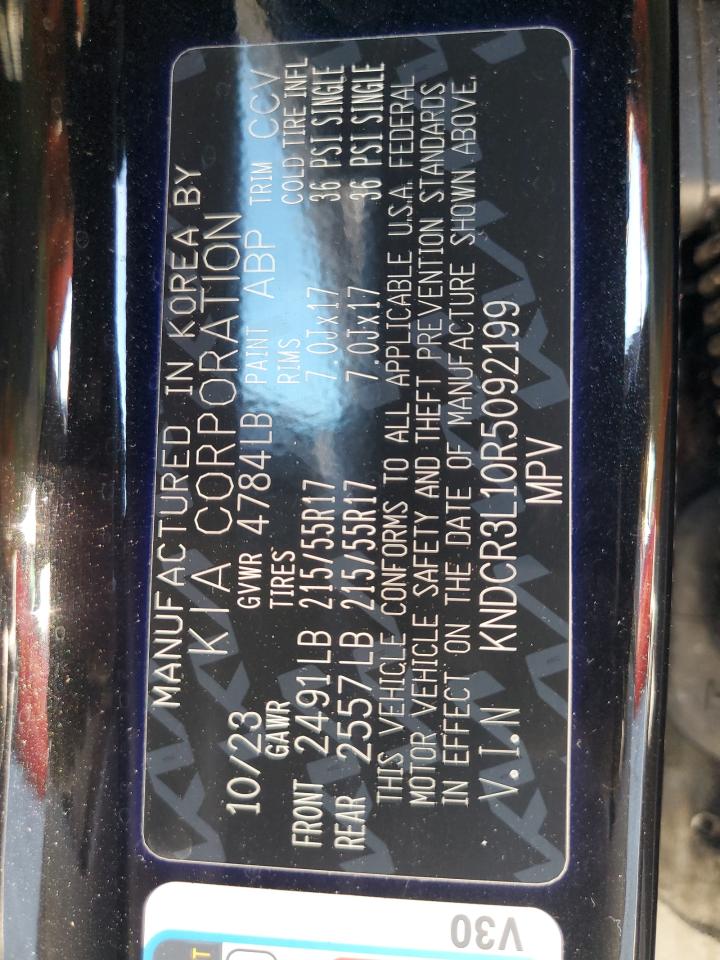 MANUFACTURED IN KOREA BY
KIA CORPORATION
10/23 GVWR 4784LB PAINT ABP TRIM CCV
GAWR TIRES RIMS COLD TIRE INFL
FRONT 2491LB 215/55R17 7.0Jx17 36 PSI SINGLE
REAR 2557LB 215/55R17 7.0Jx17 36 PSI SINGLE
THIS VEHICLE CONFORMS TO ALL APPLICABLE U.S.A. FEDERAL
MOTOR VEHICLE SAFETY AND THEFT PREVENTION STANDARDS
IN EFFECT ON THE DATE OF MANUFACTURE SHOWN ABOVE.
V.I.N KNDCR3L10R5092199
MPV
V30